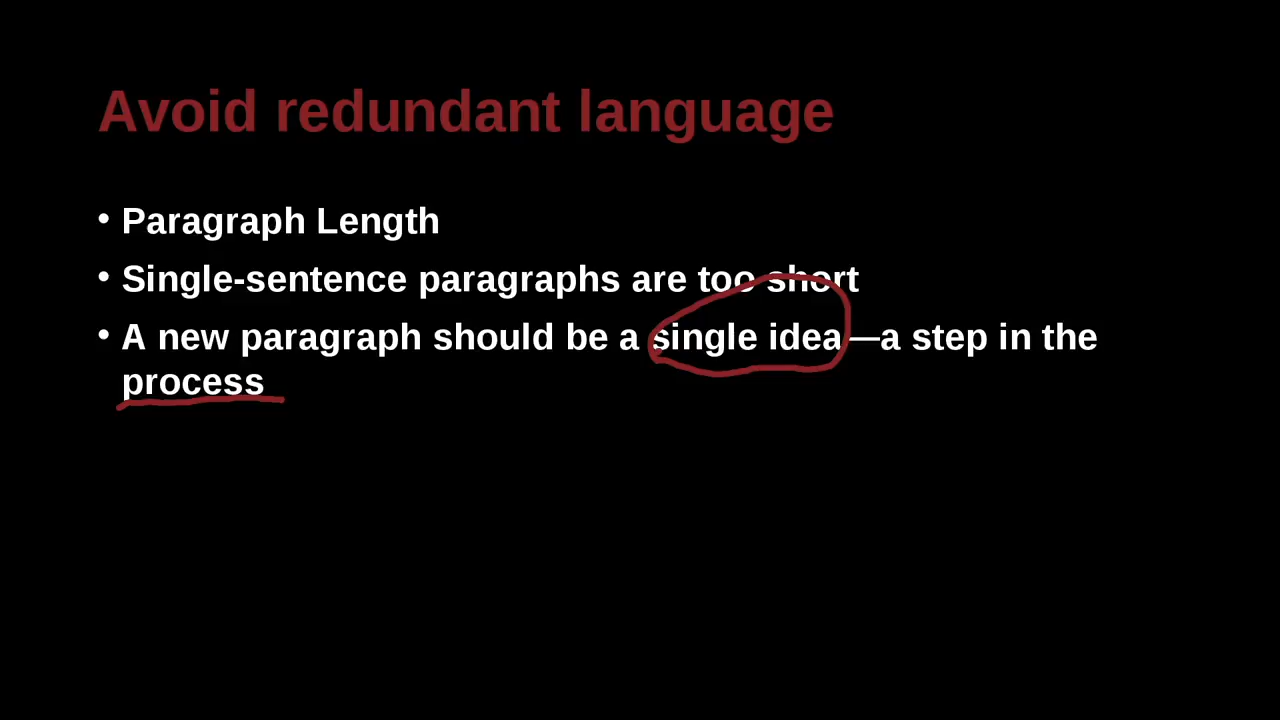 Avoid redundant language
• Paragraph Length
• Single-sentence paragraphs are too short
• A new paragraph should be a single idea—a step in the
process